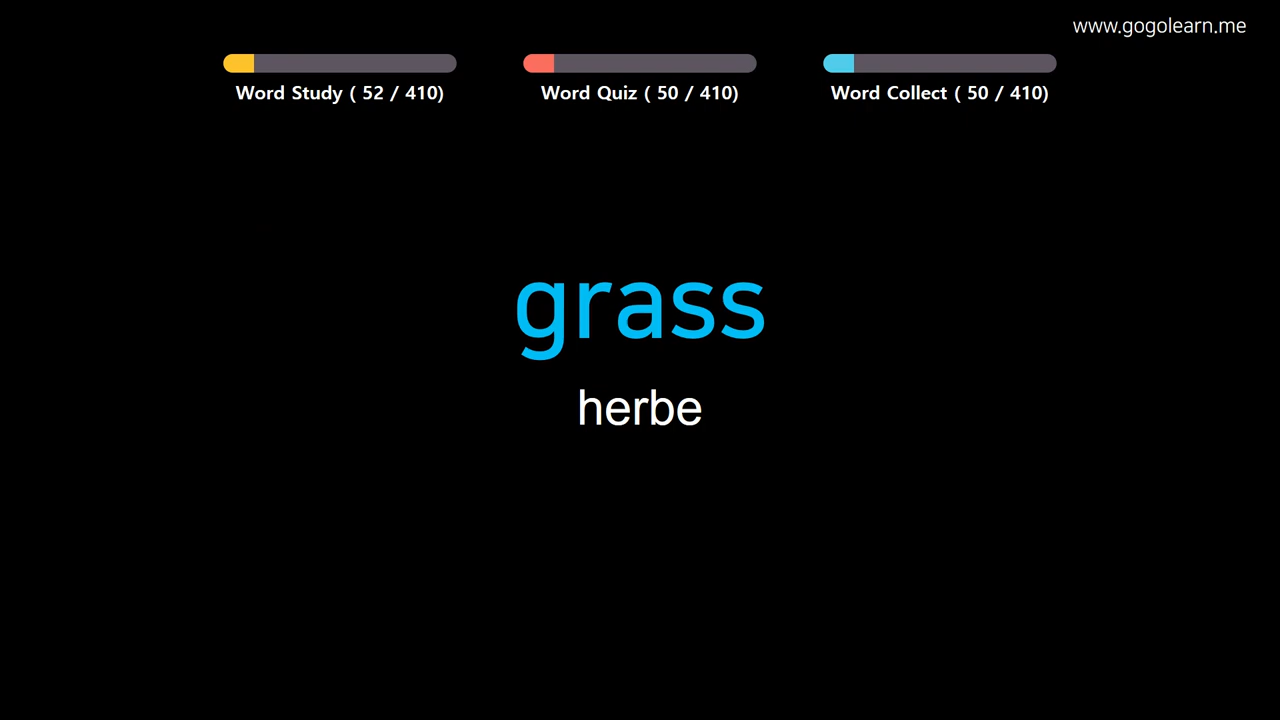 www.gogolearn.me
Word Study ( 52 / 410)
Word Quiz ( 50 / 410)
Word Collect ( 50 / 410)
grass
herbe